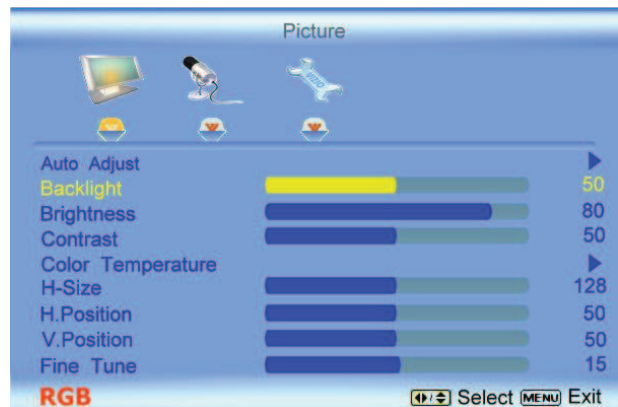 Picture
VIZIO
Auto Adjust
Backlight 50
Brightness 80
Contrast 50
Color Temperature
H-Size 128
H.Position 50
V.Position 50
Fine Tune 15
RGB Select MENU Exit